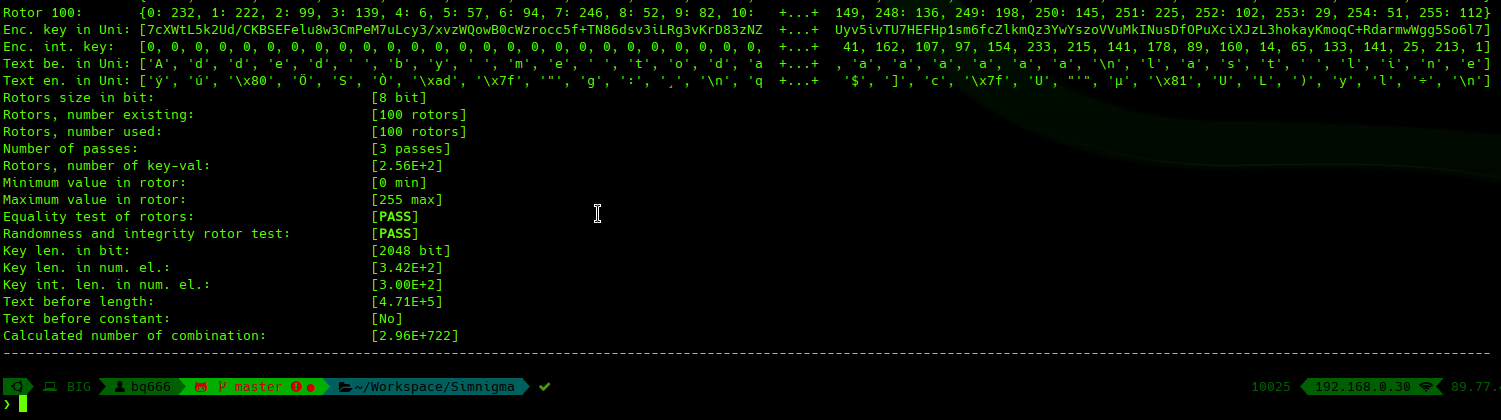 Rotor 100: {0: 232, 1: 222, 2: 99, 3: 139, 4: 6, 5: 57, 6: 94, 7: 246, 8: 52, 9: 82, 10: +...+ 149, 248: 136, 249: 198, 250: 145, 251: 225, 252: 102, 253: 29, 254: 51, 255: 112}
Enc. key in Uni: [7cXWtL5k2Ud/CKBSEFelu8w3CmPeM7uLcy3/xvzWQowB0cWzrocc5f+TN86dsv3iLRg3vKrD83zNZ +...+ Uyv5ivTU7HEFHp1sm6fcZlkmQz3YwYwYszoVVuMkINusDfOPuXciXJzL3hokayKmoqC+RdarmwWgg5So6l7]
Enc. int. key: [0, 0, 0, 0, 0, 0, 0, 0, 0, 0, 0, 0, 0, 0, 0, 0, 0, 0, 0, 0, 0, 0, 0, 0, 0, 0, +...+ 41, 162, 107, 97, 154, 233, 215, 141, 178, 89, 160, 14, 65, 133, 141, 25, 213, 1]
Text be. in Uni: ['A', 'd', 'd', 'e', 'd', ' ', 'b', 'y', ' ', 'm', 'e', ' ', 't', 'o', 'd', 'a +...+ , 'a', 'a', 'a', 'a', 'a', 'a', '\n', 'l', 'a', 's', 't', ' ', 'l', 'i', 'n', 'e']
Text en. in Uni: ['ý', 'ú', '\x80', 'Ö', 'S', 'Ò', '\xad', '\x7f', '"', 'g', ':', '¸', '\n', 'q +...+ '$', ']', 'c', '\x7f', 'U', "'", 'µ', '\x81', 'U', 'L', ')', 'y', 'l', '÷', '\n']
Rotors size in bit: [8 bit]
Rotors, number existing: [100 rotors]
Rotors, number used: [100 rotors]
Number of passes: [3 passes]
Rotors, number of key-val: [2.56E+2]
Minimum value in rotor: [0 min]
Maximum value in rotor: [255 max]
Equality test of rotors: [PASS]
Randomness and integrity rotor test: [PASS]
Key len. in bit: [2048 bit]
Key len. in num. el.: [3.42E+2]
Key int. len. in num. el.: [3.00E+2]
Text before length: [4.71E+5]
Text before constant: [No]
Calculated number of combination: [2.96E+722]
BIG bq666 master ~/Workspace/Simnigma ✔ 10025 192.168.0.30 89.77.
❯